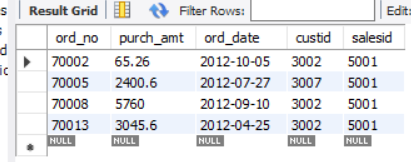 s
Result Grid Filter Rows: Edit:
ord_no purch_amt ord_date custid salesid
70002 65.26 2012-10-05 3002 5001
70005 2400.6 2012-07-27 3007 5001
70008 5760 2012-09-10 3002 5001
70013 3045.6 2012-04-25 3002 5001
NULL NULL NULL NULL NULL